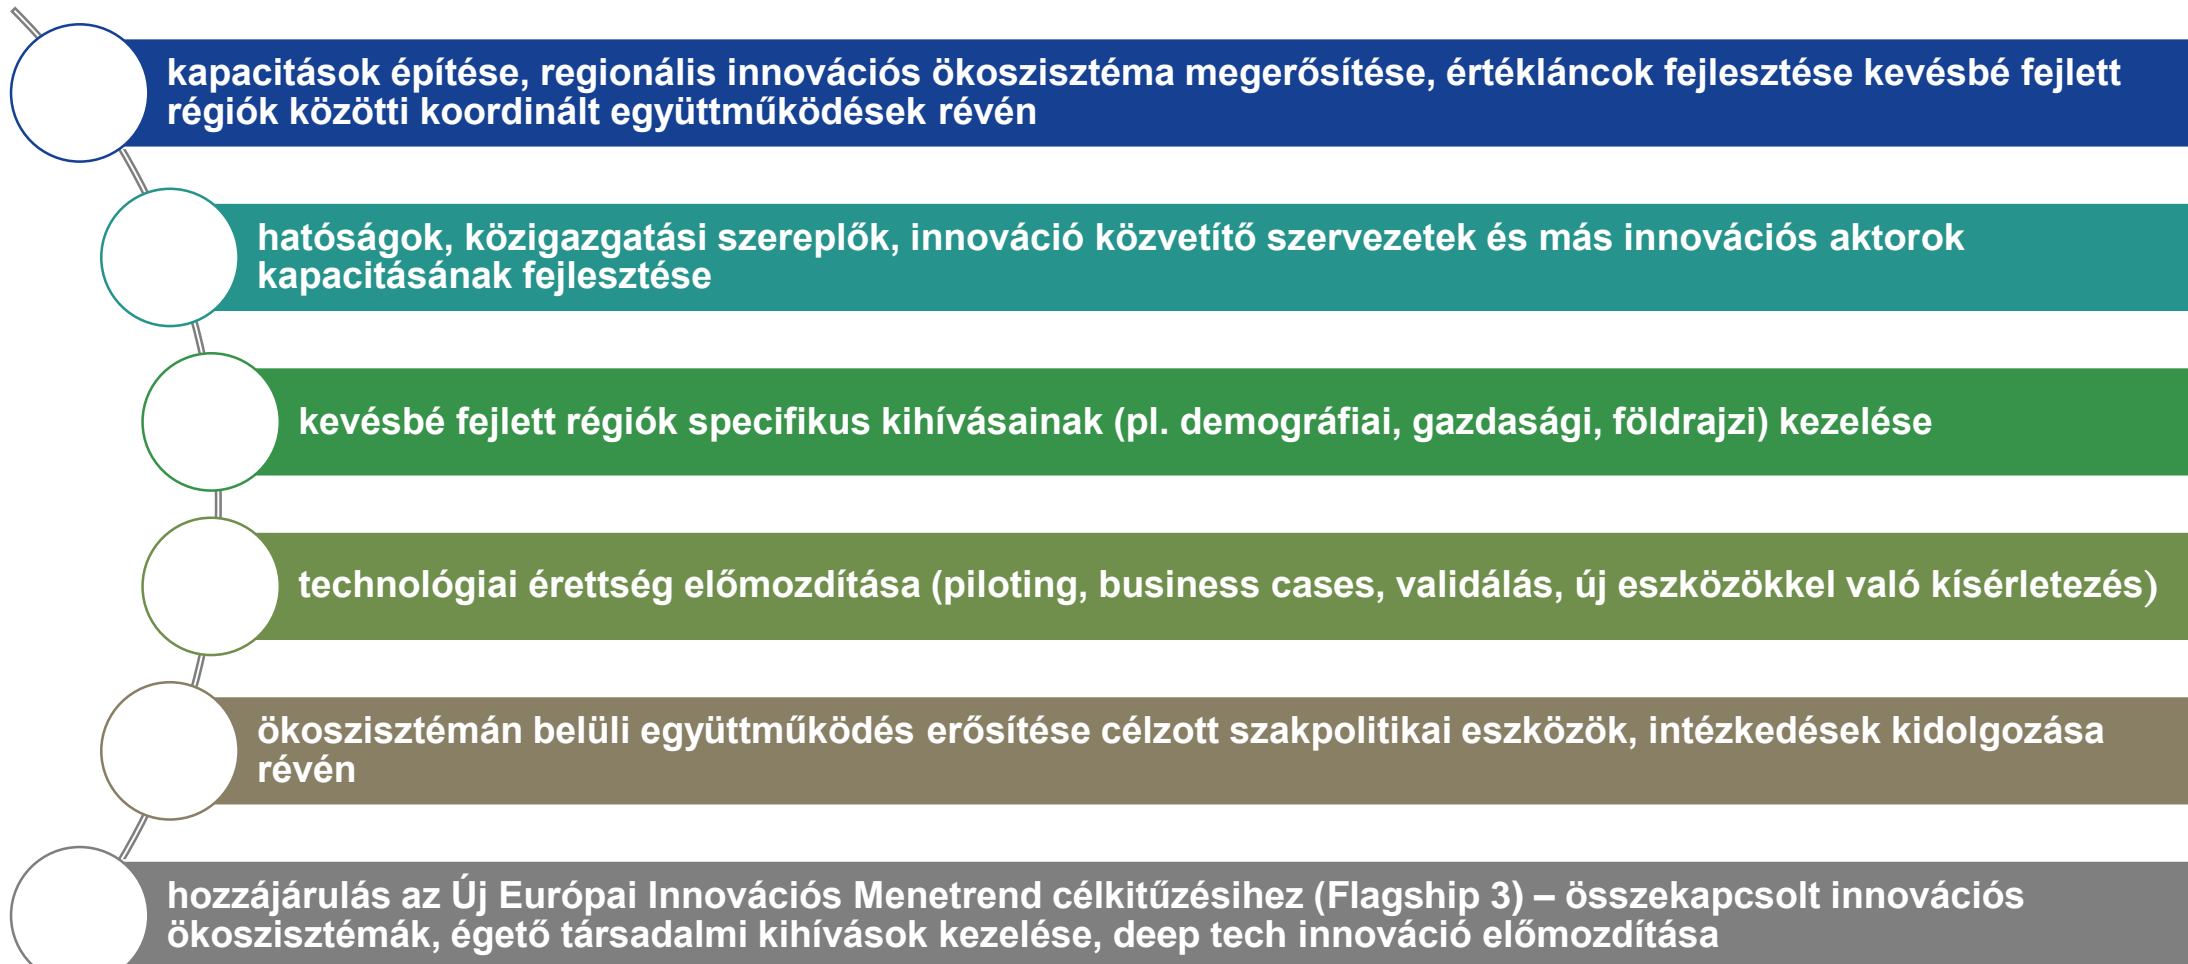 kapacitások építése, regionális innovációs ökoszisztéma megerősítése, értékláncok fejlesztése kevésbé fejlett
régiók közötti koordinált együttműködések révén
hatóságok, közigazgatási szereplők, innováció közvetítő szervezetek és más innovációs aktorok
kapacitásának fejlesztése
kevésbé fejlett régiók specifikus kihívásainak (pl. demográfiai, gazdasági, földrajzi) kezelése
technológiai érettség előmozdítása (piloting, business cases, validálás, új eszközökkel való kísérletezés)
ökoszisztémán belüli együttműködés erősítése célzott szakpolitikai eszközök, intézkedések kidolgozása
révén
hozzájárulás az Új Európai Innovációs Menetrend célkitűzésihez (Flagship 3) – összekapcsolt innovációs
ökoszisztémák, égető társadalmi kihívások kezelése, deep tech innováció előmozdítása